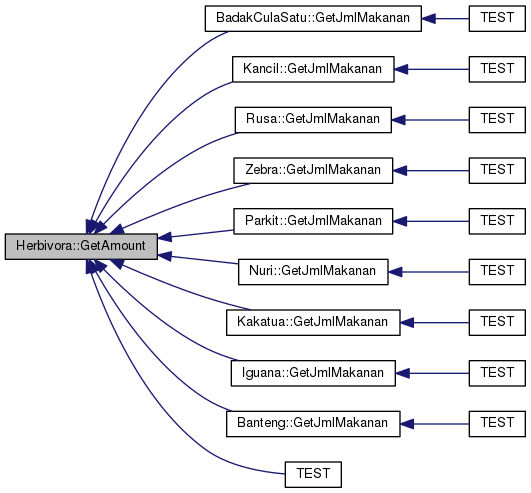 BadakCulaSatu::GetJmlMakanan TEST
Kancil::GetJmlMakanan TEST
Rusa::GetJmlMakanan TEST
Zebra::GetJmlMakanan TEST
Parkit::GetJmlMakanan TEST
Herbivora::GetAmount
Nuri::GetJmlMakanan TEST
Kakatua::GetJmlMakanan TEST
Iguana::GetJmlMakanan TEST
Banteng::GetJmlMakanan TEST
TEST